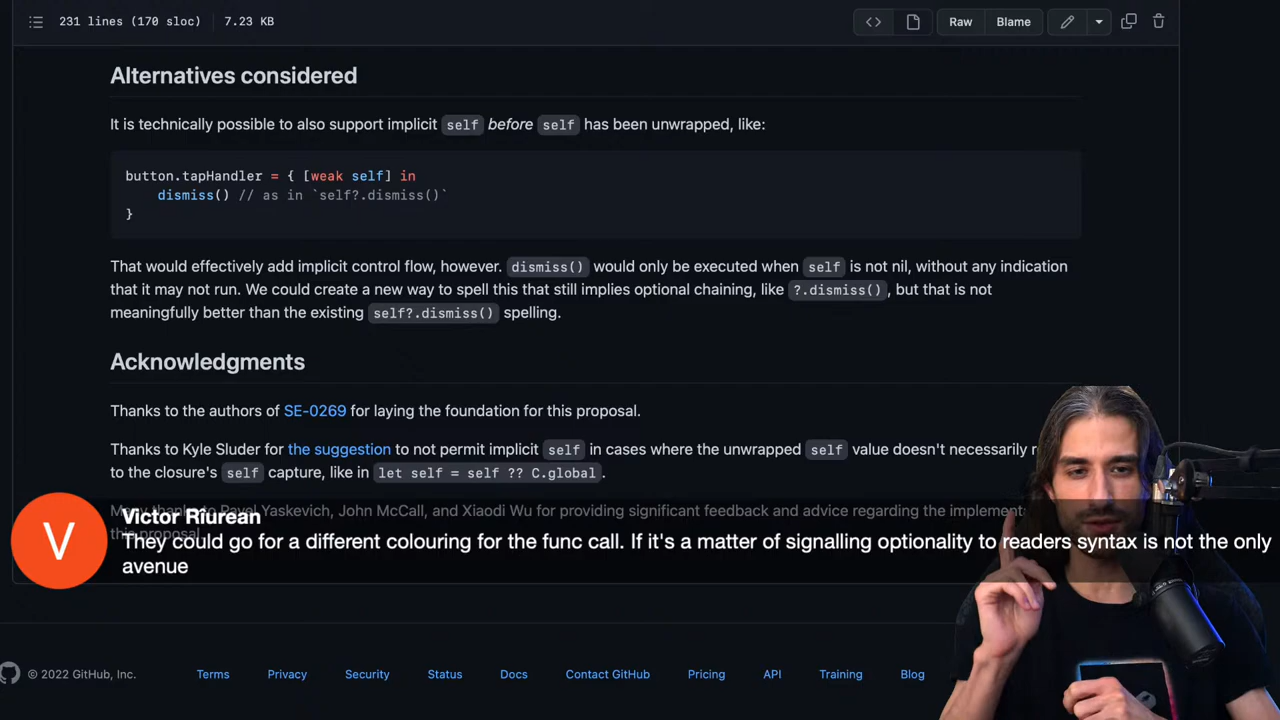 231 lines (170 sloc) 7.23 KB
Raw Blame
Alternatives considered
It is technically possible to also support implicit self before self has been unwrapped, like:
button.tapHandler = { [weak self] in
dismiss() // as in `self?.dismiss()`
}
That would effectively add implicit control flow, however. dismiss() would only be executed when self is not nil, without any indication
that it may not run. We could create a new way to spell this that still implies optional chaining, like ?.dismiss(), but that is not
meaningfully better than the existing self?.dismiss() spelling.
Acknowledgments
Thanks to the authors of SE-0269 for laying the foundation for this proposal.
Thanks to Kyle Sluder for the suggestion to not permit implicit self in cases where the unwrapped self value doesn't necessarily
to the closure's self capture, like in let self = self ?? C.global.
Many thanks to Pavel Yaskevich, John McCall, and Xiaodi Wu for providing significant feedback and advice regarding the
this proposal.
V
Victor Rîurean
They could go for a different colouring for the func call. If it's a matter of signalling optionality to readers syntax is not the only
avenue
© 2022 GitHub, Inc. Terms Privacy Security Status Docs Contact GitHub Pricing API Training Blog